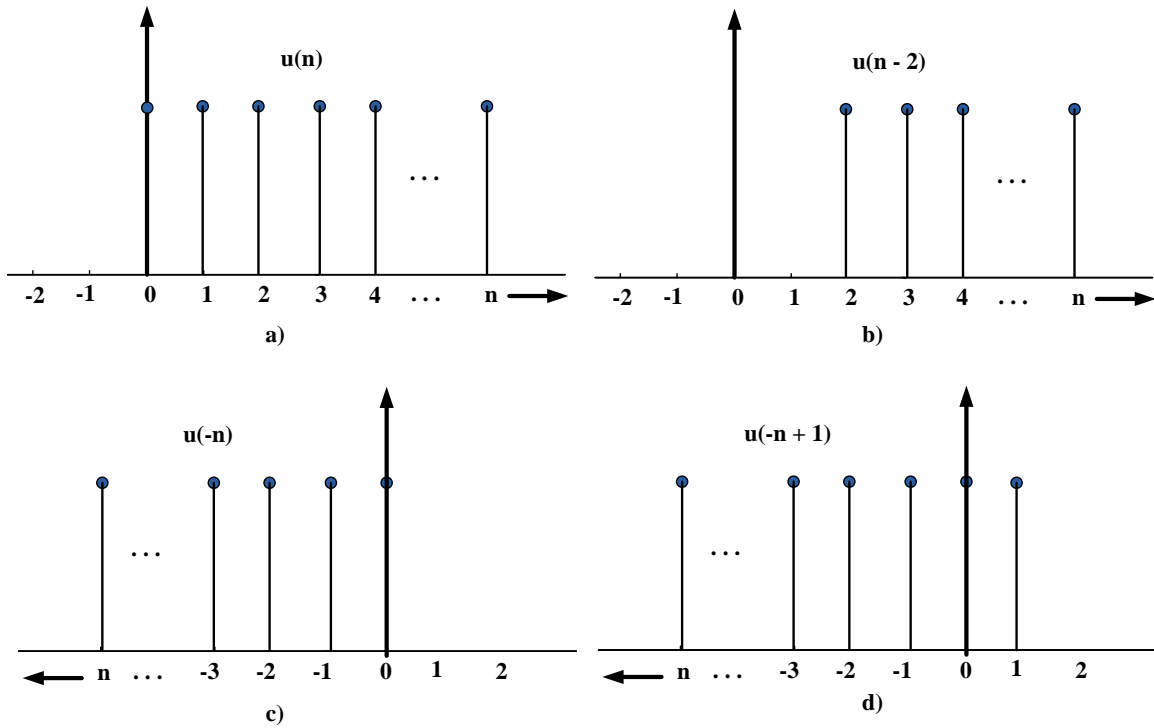 u(n)
. . .
-2 -1 0 1 2 3 4 . . . n
a)
u(n - 2)
. . .
-2 -1 0 1 2 3 4 . . . n
b)
u(-n)
. . .
n . . . -3 -2 -1 0 1 2
c)
u(-n + 1)
. . .
n . . . -3 -2 -1 0 1 2
d)